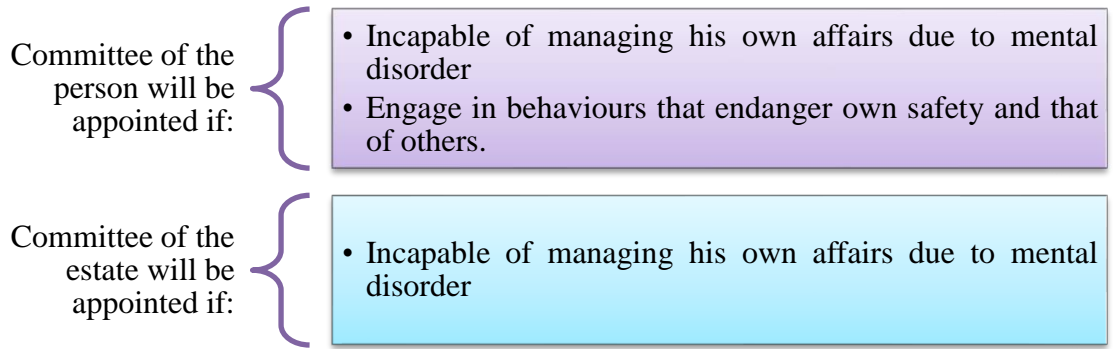 Committee of the
person will be
appointed if:
• Incapable of managing his own affairs due to mental
disorder
• Engage in behaviours that endanger own safety and that
of others.
Committee of the
estate will be
appointed if:
• Incapable of managing his own affairs due to mental
disorder